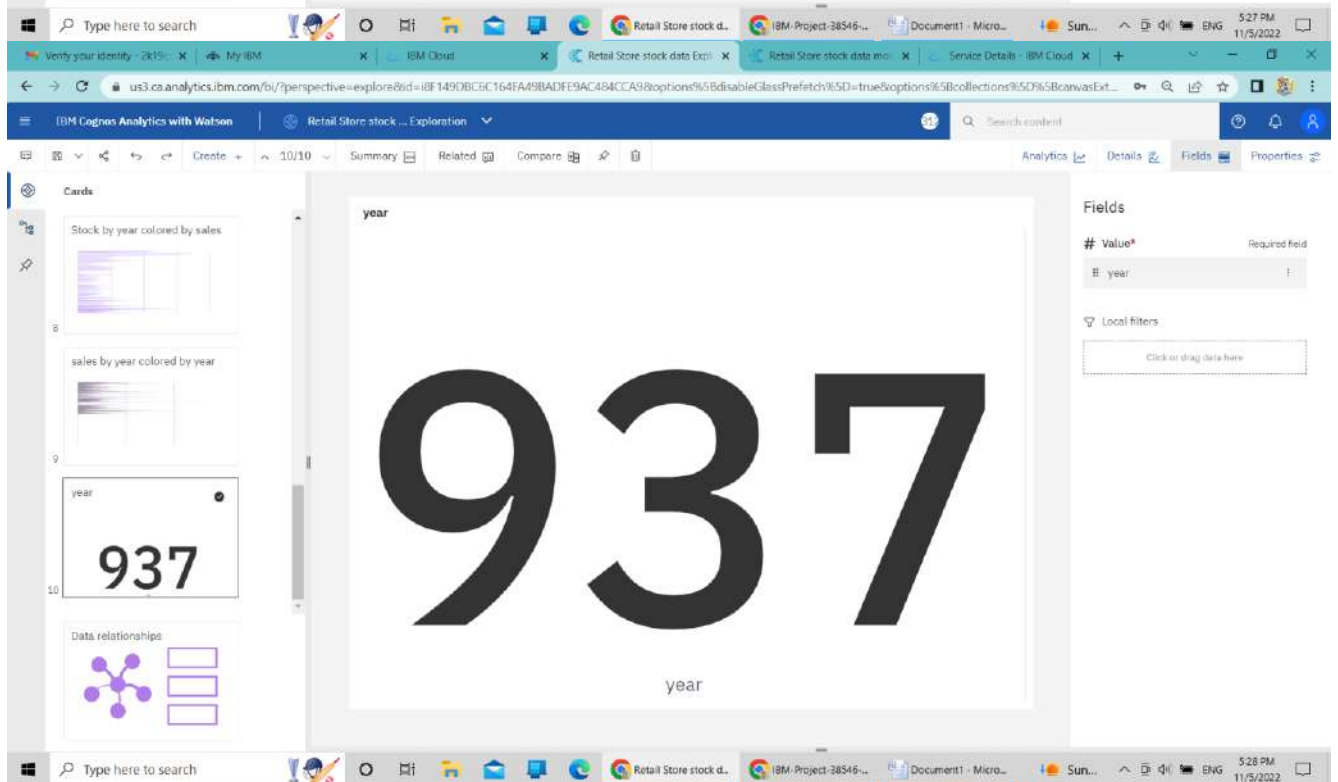 Type here to search
Retail Store stock d...
IBM-Project-38546-...
Document1 - Micro...
Sun...
ENG
5:27 PM
11/5/2022
Verify your identity - 2k19c
My IBM
IBM Cloud
Retail Store stock data Expl
Retail Store stock data mo
Service Details - IBM Cloud
IBM Cognos Analytics with Watson
Retail Store stock ... Exploration
Search content
Create +
10/10
Summary
Related
Compare
Analytics
Details
Fields
Properties
Cards
Stock by year colored by sales
8
sales by year colored by year
9
year
937
10
Data relationships
year
937
year
Fields
# Value*
Required field
year
Local filters
Click or drag data here
Type here to search
Retail Store stock d...
IBM-Project-38546-...
Document1 - Micro...
Sun...
ENG
5:28 PM
11/5/2022